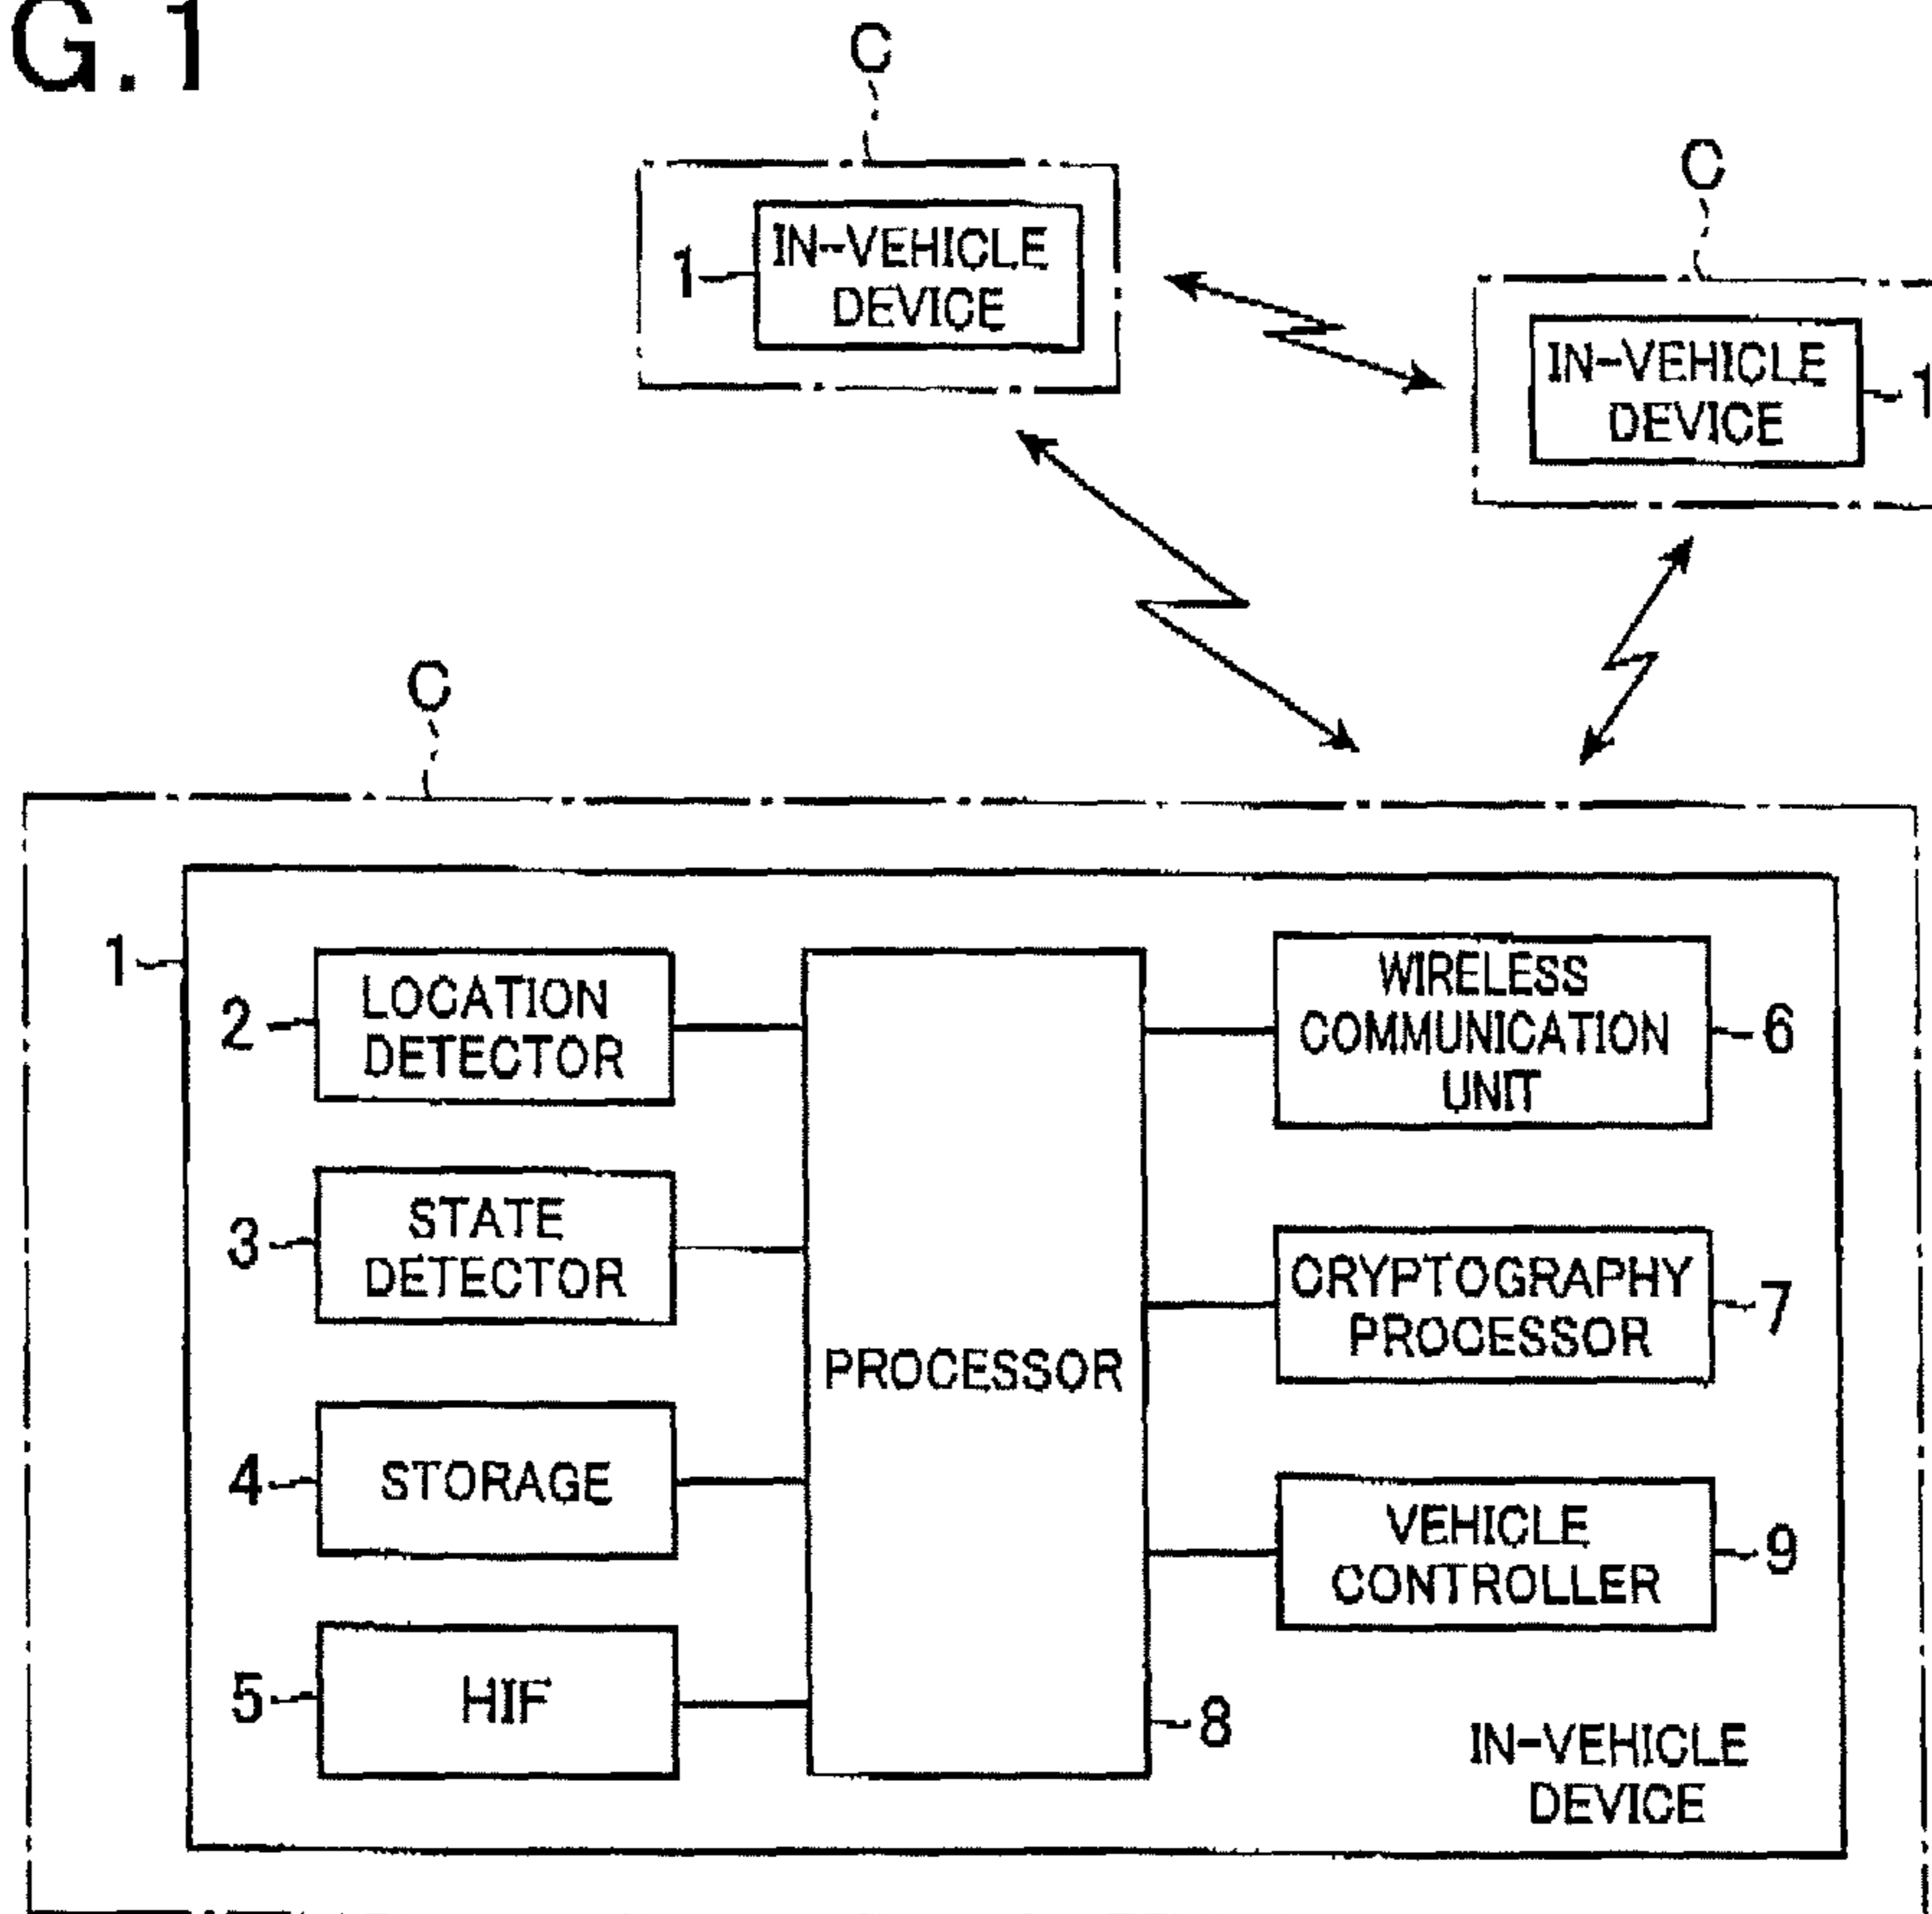 G.1
C
C
1
IN-VEHICLE
DEVICE
IN-VEHICLE
DEVICE
1
C
1
2
LOCATION
DETECTOR
WIRELESS
COMMUNICATION
UNIT
6
3
STATE
DETECTOR
CRYPTOGRAPHY
PROCESSOR
7
PROCESSOR
4
STORAGE
VEHICLE
CONTROLLER
9
5
HIF
8
IN-VEHICLE
DEVICE